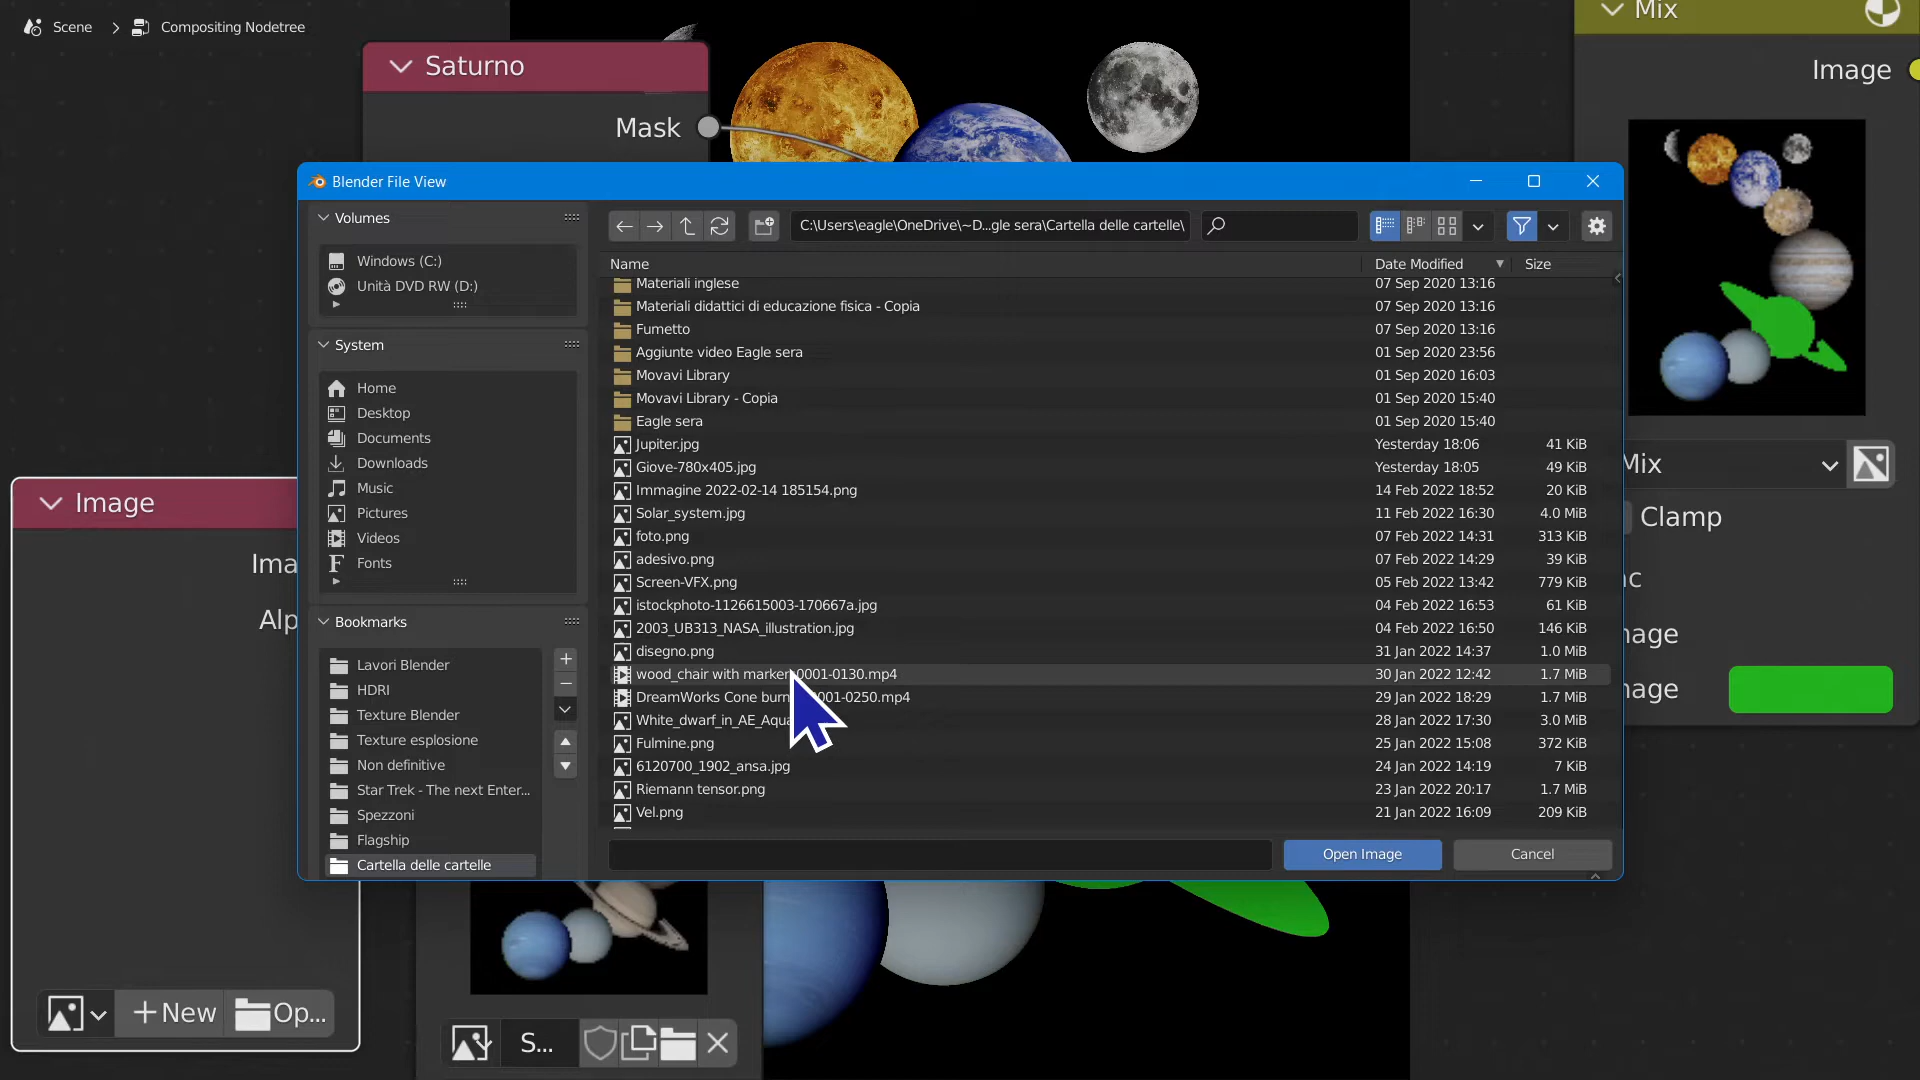 Scene
Compositing Nodetree
Saturno
Mask
Mix
Image
Blender File View
Volumes
Windows (C:)
Unità DVD RW (D:)
System
Home
Desktop
Documents
Downloads
Music
Pictures
Videos
Fonts
Bookmarks
Lavori Blender
HDRI
Texture Blender
Texture esplosione
Non definitive
Star Trek - The next Enter...
Spezzoni
Flagship
Cartella delle cartelle
C:\Users\eagle\OneDrive\~D...gle sera\Cartella delle cartelle\
Name Date Modified Size
Materiali inglese 07 Sep 2020 13:16
Materiali didattici di educazione fisica - Copia 07 Sep 2020 13:16
Fumetto 07 Sep 2020 13:16
Aggiunte video Eagle sera 01 Sep 2020 23:56
Movavi Library 01 Sep 2020 16:03
Movavi Library - Copia 01 Sep 2020 15:40
Eagle sera 01 Sep 2020 15:40
Jupiter.jpg Yesterday 18:06 41 KiB
Giove-780x405.jpg Yesterday 18:05 49 KiB
Immagine 2022-02-14 185154.png 14 Feb 2022 18:52 20 KiB
Solar_system.jpg 11 Feb 2022 16:30 4.0 MiB
foto.png 07 Feb 2022 14:31 313 KiB
adesivo.png 07 Feb 2022 14:29 39 KiB
Screen-VFX.png 05 Feb 2022 13:42 779 KiB
istockphoto-1126615003-170667a.jpg 04 Feb 2022 16:53 61 KiB
2003_UB313_NASA_illustration.jpg 04 Feb 2022 16:50 146 KiB
disegno.png 31 Jan 2022 14:37 1.0 MiB
wood_chair with marker 0001-0130.mp4 30 Jan 2022 12:42 1.7 MiB
DreamWorks Cone burn 001-0250.mp4 29 Jan 2022 18:29 1.7 MiB
White_dwarf_in_AE_Aqua 28 Jan 2022 17:30 3.0 MiB
Fulmine.png 25 Jan 2022 15:08 372 KiB
6120700_1902_ansa.jpg 24 Jan 2022 14:19 7 KiB
Riemann tensor.png 23 Jan 2022 20:17 1.7 MiB
Vel.png 21 Jan 2022 16:09 209 KiB
Open Image
Cancel
Image
Ima
Alp
New
Op...
S...
Mix
Clamp
c
age
age